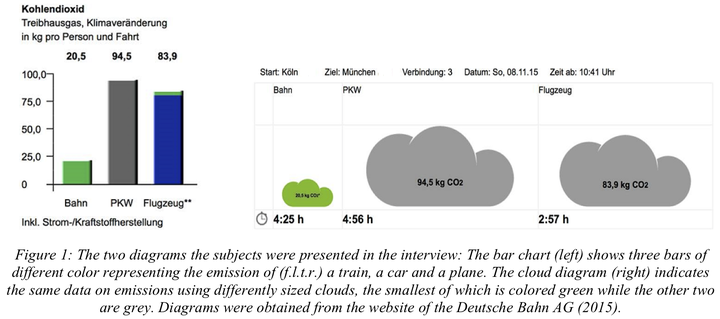 Kohlendioxid
Treibhausgas, Klimaveränderung
in kg pro Person und Fahrt
20,5 94,5 83,9
100,0
75,0
50,0
25,0
0
Bahn PKW Flugzeug**
Inkl. Strom-/Kraftstoffherstellung
Start: Köln Ziel: München Verbindung: 3 Datum: So, 08.11.15 Zeit ab: 10:41 Uhr
Bahn PKW Flugzeug
kg CO2*
94,5 kg CO2
83,9 kg CO2
4:25 h 4:56 h 2:57 h
Figure 1: The two diagrams the subjects were presented in the interview: The bar chart (left) shows three bars of
different color representing the emission of (f.l.t.r.) a train, a car and a plane. The cloud diagram (right) indicates
the same data on emissions using differently sized clouds, the smallest of which is colored green while the other two
are grey. Diagrams were obtained from the website of the Deutsche Bahn AG (2015).